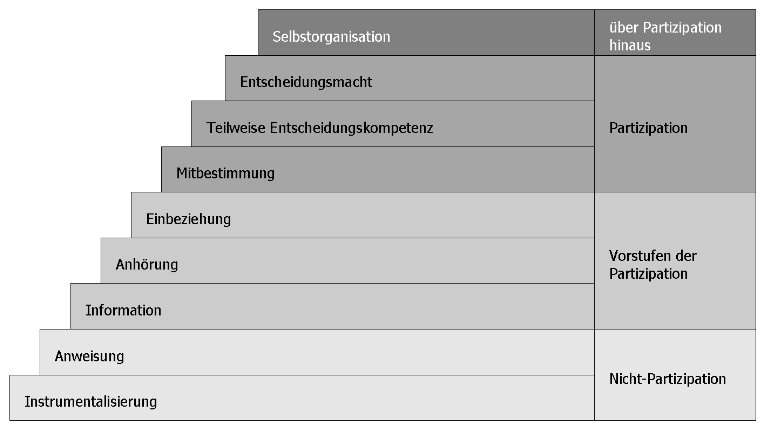 Selbstorganisation
über Partizipation
hinaus
Entscheidungsmacht
Teilweise Entscheidungskompetenz
Partizipation
Mitbestimmung
Einbeziehung
Anhörung
Vorstufen der
Partizipation
Information
Anweisung
Nicht-Partizipation
Instrumentalisierung